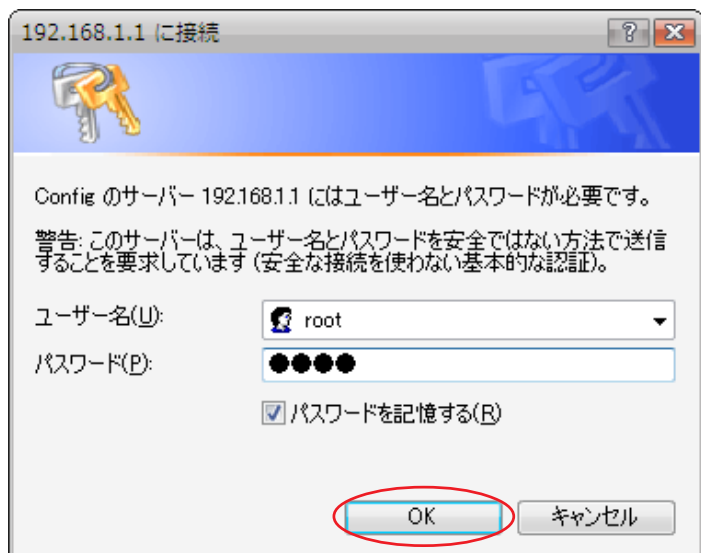 192.168.1.1 に接続
Config のサーバー 192.168.1.1 にはユーザー名とパスワードが必要です。
警告: このサーバーは、ユーザー名とパスワードを安全ではない方法で送信
することを要求しています (安全な接続を使わない基本的な認証)。
ユーザー名(U):
root
パスワード(P):
●●●●
パスワードを記憶する(R)
OK
キャンセル